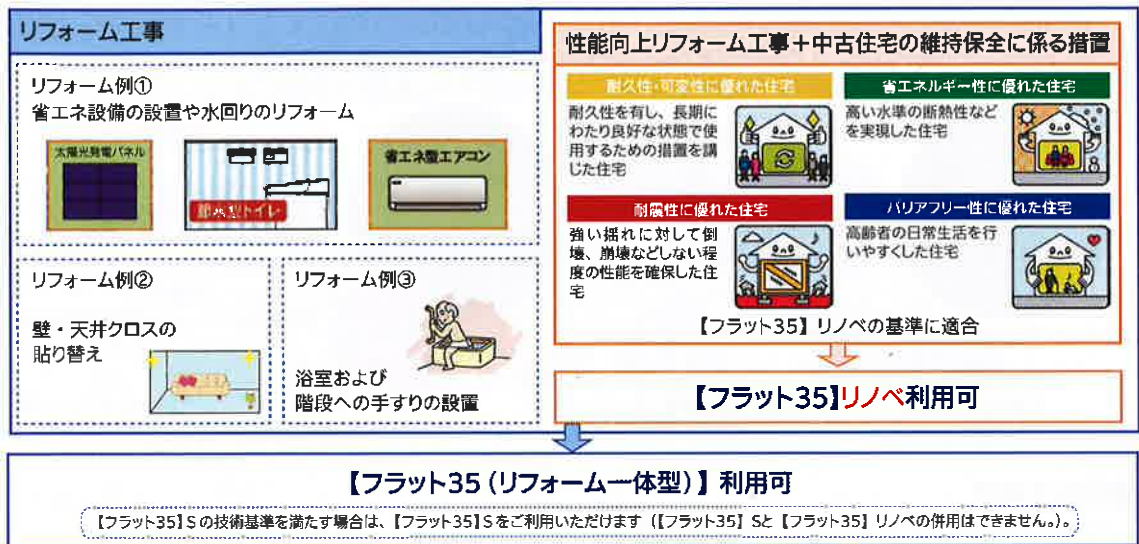 リフォーム工事
リフォーム例①
省エネ設備の設置や水回りのリフォーム
太陽光発電パネル
節水型トイレ
省エネ型エアコン
リフォーム例②
壁・天井クロスの
貼り替え
リフォーム例③
浴室および
階段への手すりの設置
性能向上リフォーム工事＋中古住宅の維持保全に係る措置
耐久性・可変性に優れた住宅
耐久性を有し、長期に
わたり良好な状態で使
用するための措置を講
じた住宅
省エネルギー性に優れた住宅
高い水準の断熱性など
を実現した住宅
耐震性に優れた住宅
強い揺れに対して倒
壊、崩壊などしない程
度の性能を確保した住
宅
バリアフリー性に優れた住宅
高齢者の日常生活を行
いやすくした住宅
【フラット35】リノベの基準に適合
【フラット35】リノベ利用可
【フラット35（リフォーム一体型）】利用可
【フラット35】Sの技術基準を満たす場合は、【フラット35】Sをご利用いただけます（【フラット35】Sと【フラット35】リノベの併用はできません。）。